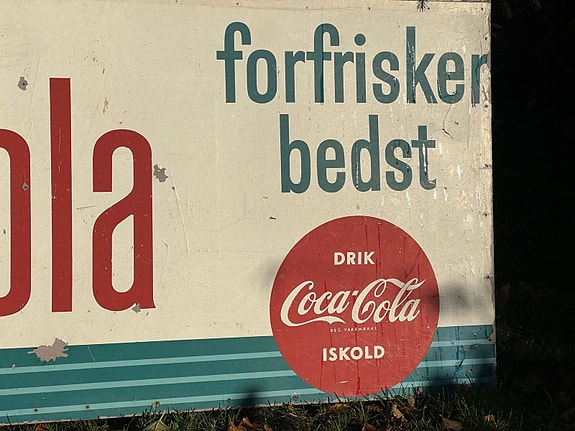 forfrisker
bedst
ola
DRIK
Coca-Cola
REG. VAREMÆRKE
ISKOLD